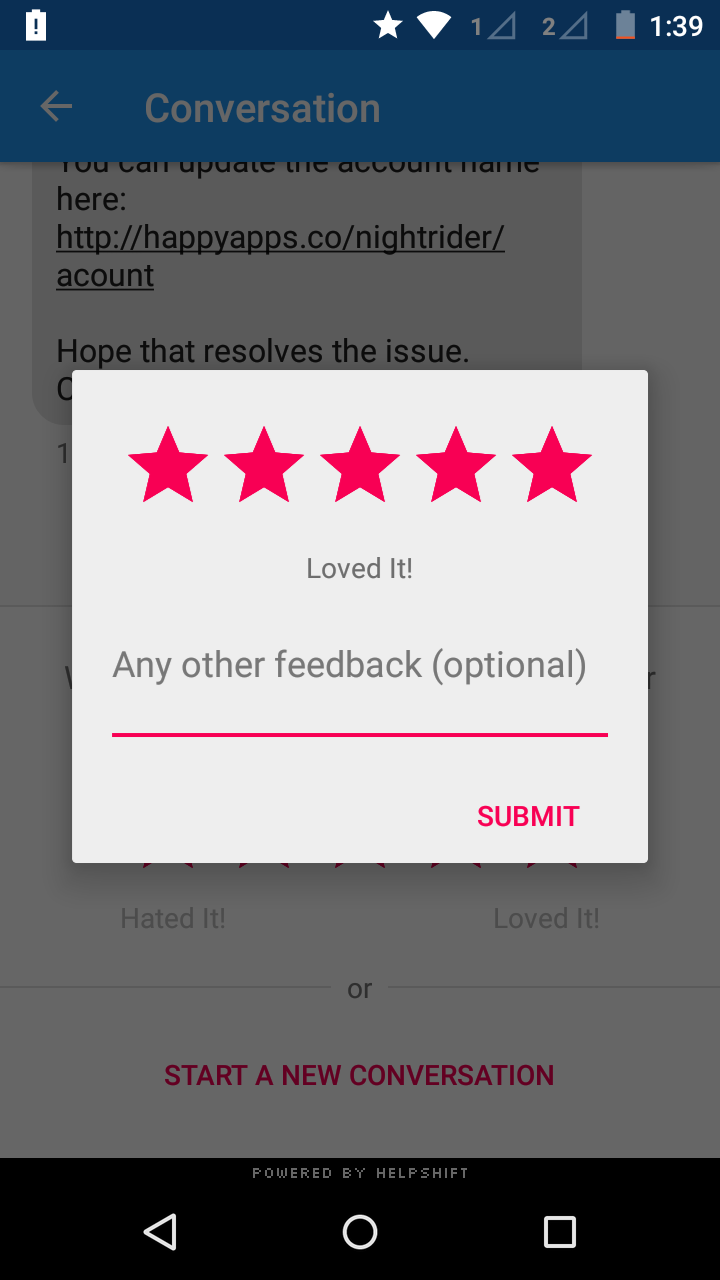 1 2 1:39
Conversation
You can update the account name
here:
http://happyapps.co/nightrider/
acount
Hope that resolves the issue.
Loved It!
Any other feedback (optional)
SUBMIT
Hated It! Loved It!
or
START A NEW CONVERSATION
POWERED BY HELPSHIFT